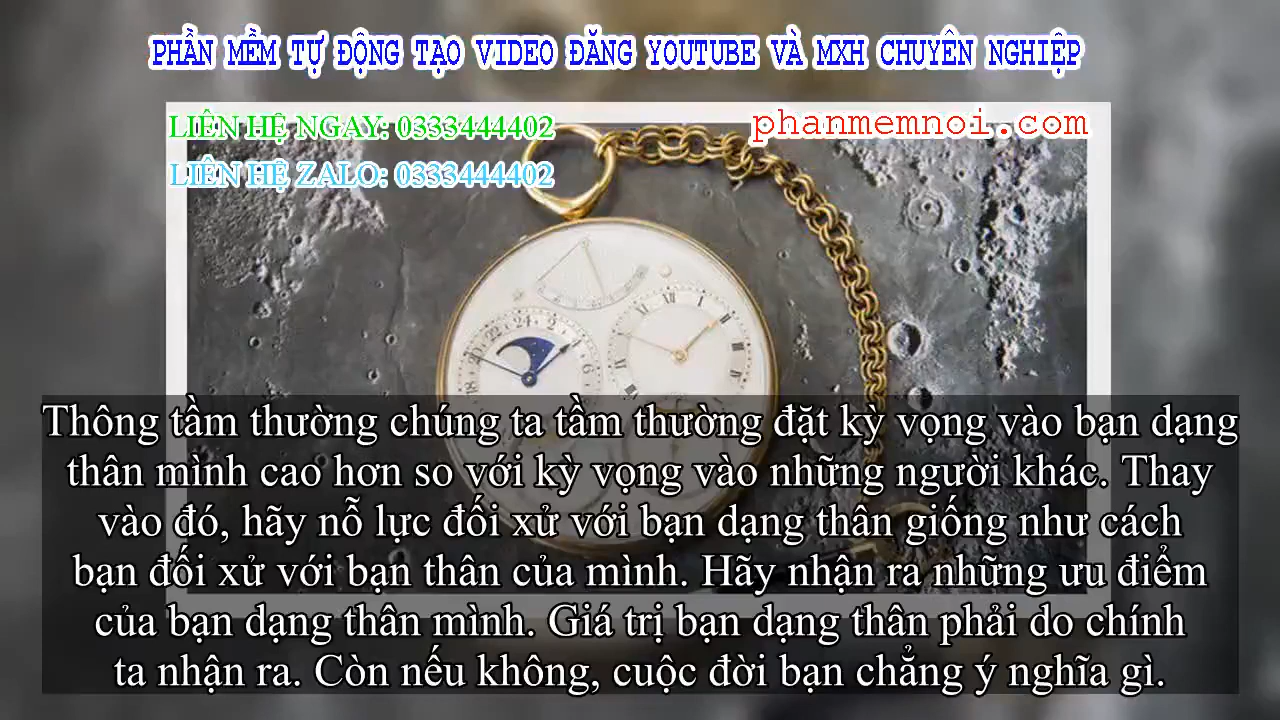 PHẦN MỀM TỰ ĐỘNG TẠO VIDEO ĐĂNG YOUTUBE VÀ MXH CHUYÊN NGHIỆP
LIÊN HỆ NGAY: 0333444402
phanmemnoi.com
LIÊN HỆ ZALO: 0333444402
Thông tầm thường chúng ta tầm thường đặt kỳ vọng vào bạn dạng
thân mình cao hơn so với kỳ vọng vào những người khác. Thay
vào đó, hãy nỗ lực đối xử với bạn dạng thân giống như cách
bạn đối xử với bạn thân của mình. Hãy nhận ra những ưu điểm
của bạn dạng thân mình. Giá trị bạn dạng thân phải do chính
ta nhận ra. Còn nếu không, cuộc đời bạn chẳng ý nghĩa gì.